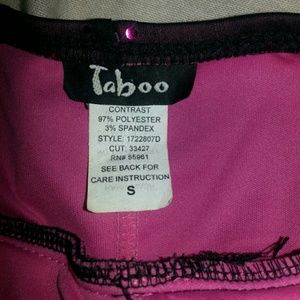 Taboo
CONTRAST
97% POLYESTER
3% SPANDEX
STYLE: 1722807D
CUT: 33427
RN# 55961
SEE BACK FOR
CARE INSTRUCTION
S